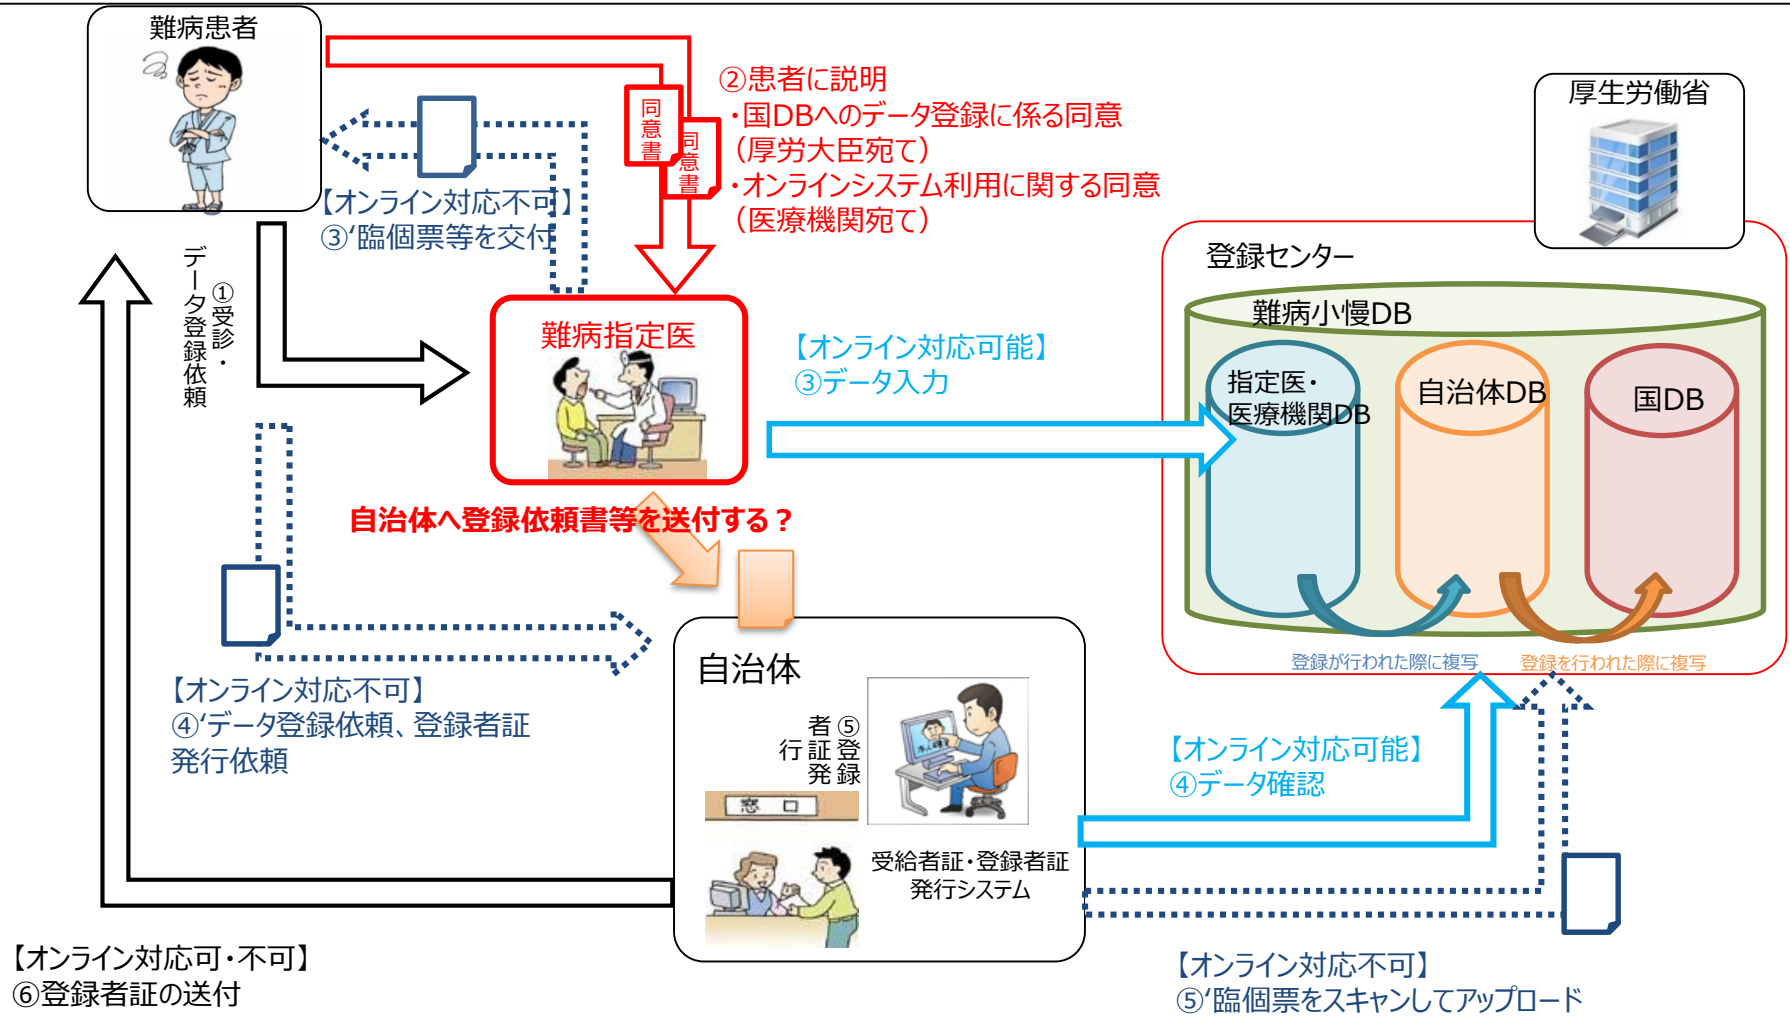 難病患者
②患者に説明
・国DBへのデータ登録に係る同意
（厚労大臣宛て）
・オンラインシステム利用に関する同意
（医療機関宛て）
同意書
同意書
厚生労働省
【オンライン対応不可】
③‘臨個票等を交付
①受診・
データ登録依頼
登録センター
難病小慢DB
難病指定医
【オンライン対応可能】
③データ入力
指定医・
医療機関DB
自治体DB
国DB
自治体へ登録依頼書等を送付する？
登録が行われた際に複写
登録を行われた際に複写
自治体
【オンライン対応不可】
④‘データ登録依頼、登録者証
発行依頼
⑤登録
者証発
行
窓口
【オンライン対応可能】
④データ確認
受給者証・登録者証
発行システム
【オンライン対応可・不可】
⑥登録者証の送付
【オンライン対応不可】
⑤‘臨個票をスキャンしてアップロード